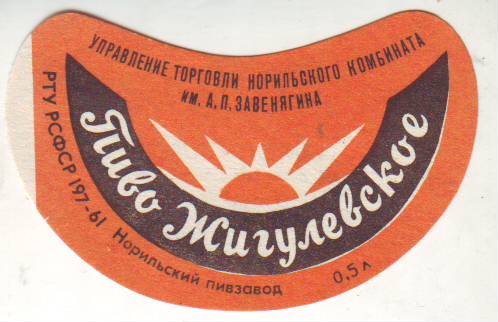 УПРАВЛЕНИЕ ТОРГОВЛИ НОРИЛЬСКОГО КОМБИНАТА
ИМ. А.П. ЗАВЕНЯГИНА
Пиво Жигулевское
РТУ РСФСР 197-61 Норильский пивзавод 0,5 л